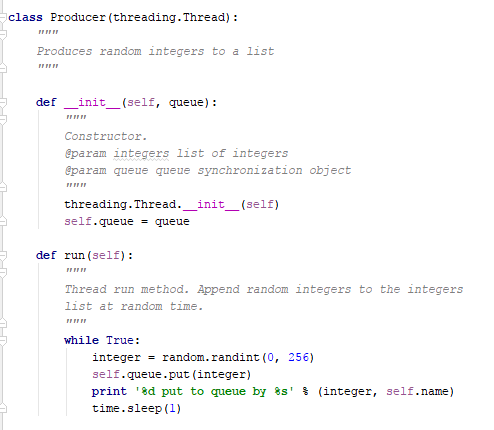 class Producer(threading.Thread):
    """
    Produces random integers to a list
    """
    def __init__(self, queue):
        """
        Constructor.
        @param integers list of integers
        @param queue queue synchronization object
        """
        threading.Thread.__init__(self)
        self.queue = queue
    def run(self):
        """
        Thread run method. Append random integers to the integers
        list at random time.
        """
        while True:
            integer = random.randint(0, 256)
            self.queue.put(integer)
            print '%d put to queue by %s' % (integer, self.name)
            time.sleep(1)